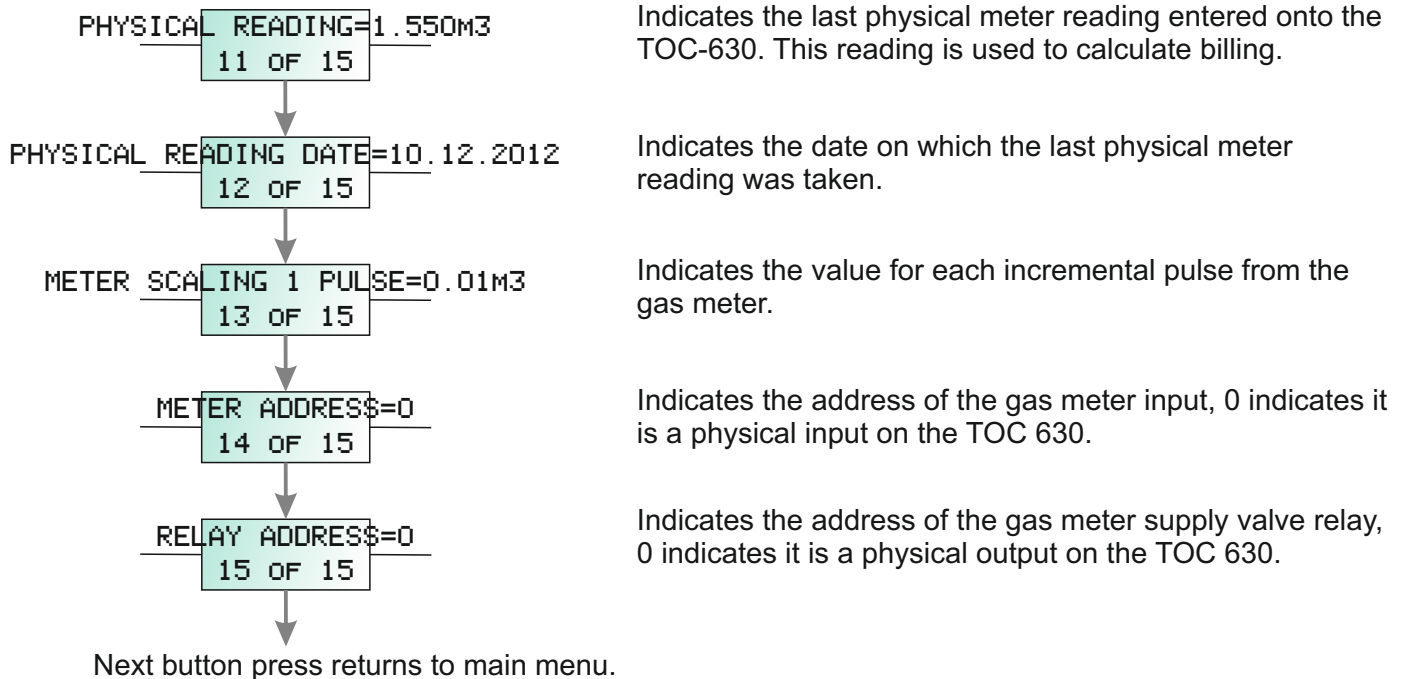 PHYSICAL READING=1.550M3
11 OF 15
Indicates the last physical meter reading entered onto the
TOC-630. This reading is used to calculate billing.
PHYSICAL READING DATE=10.12.2012
12 OF 15
Indicates the date on which the last physical meter
reading was taken.
METER SCALING 1 PULSE=0.01M3
13 OF 15
Indicates the value for each incremental pulse from the
gas meter.
METER ADDRESS=0
14 OF 15
Indicates the address of the gas meter input, 0 indicates it
is a physical input on the TOC 630.
RELAY ADDRESS=0
15 OF 15
Indicates the address of the gas meter supply valve relay,
0 indicates it is a physical output on the TOC 630.
Next button press returns to main menu.